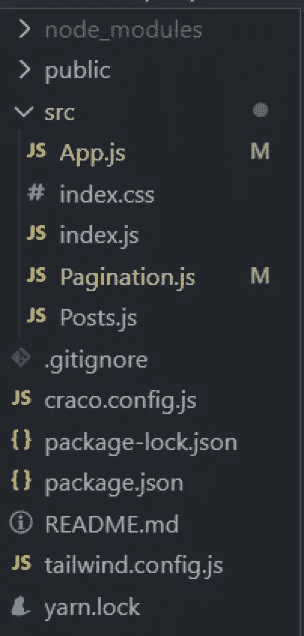 node_modules
public
src
JS App.js M
# index.css
JS index.js
JS Pagination.js M
JS Posts.js
.gitignore
JS craco.config.js
{} package-lock.json
{} package.json
README.md
JS tailwind.config.js
yarn.lock